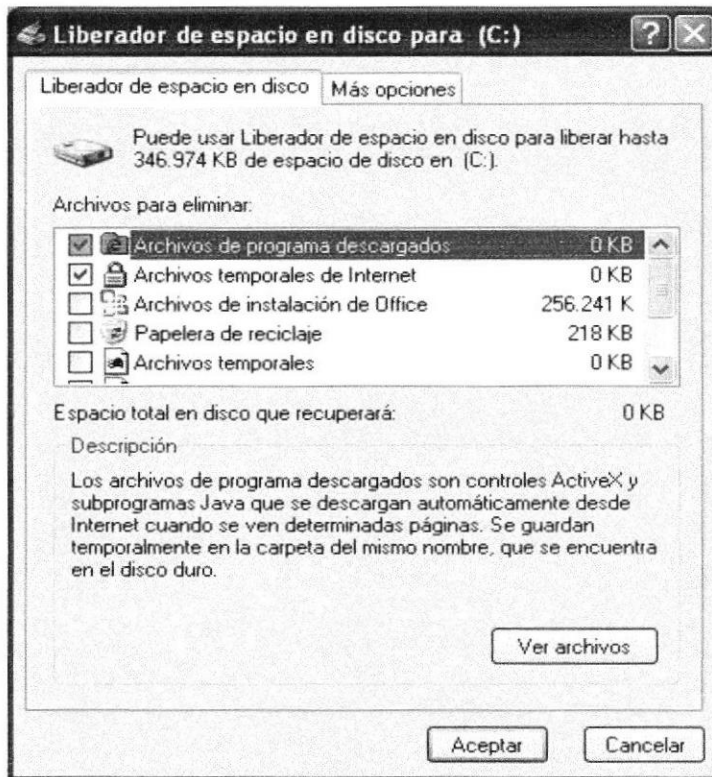 Liberador de espacio en disco para (C:)
Liberador de espacio en disco
Más opciones
Puede usar Liberador de espacio en disco para liberar hasta
346.974 KB de espacio de disco en (C:).
Archivos para eliminar:
Archivos de programa descargados 0 KB
Archivos temporales de Internet 0 KB
Archivos de instalación de Office 256.241 K
Papelera de reciclaje 218 KB
Archivos temporales 0 KB
Espacio total en disco que recuperará: 0 KB
Descripción
Los archivos de programa descargados son controles ActiveX y
subprogramas Java que se descargan automáticamente desde
Internet cuando se ven determinadas páginas. Se guardan
temporalmente en la carpeta del mismo nombre, que se encuentra
en el disco duro.
Ver archivos
Aceptar
Cancelar